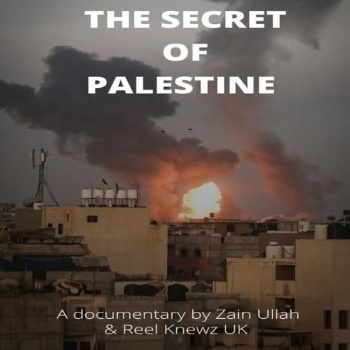 THE SECRET
OF
PALESTINE
A documentary by Zain Ullah
& Reel Knewz UK